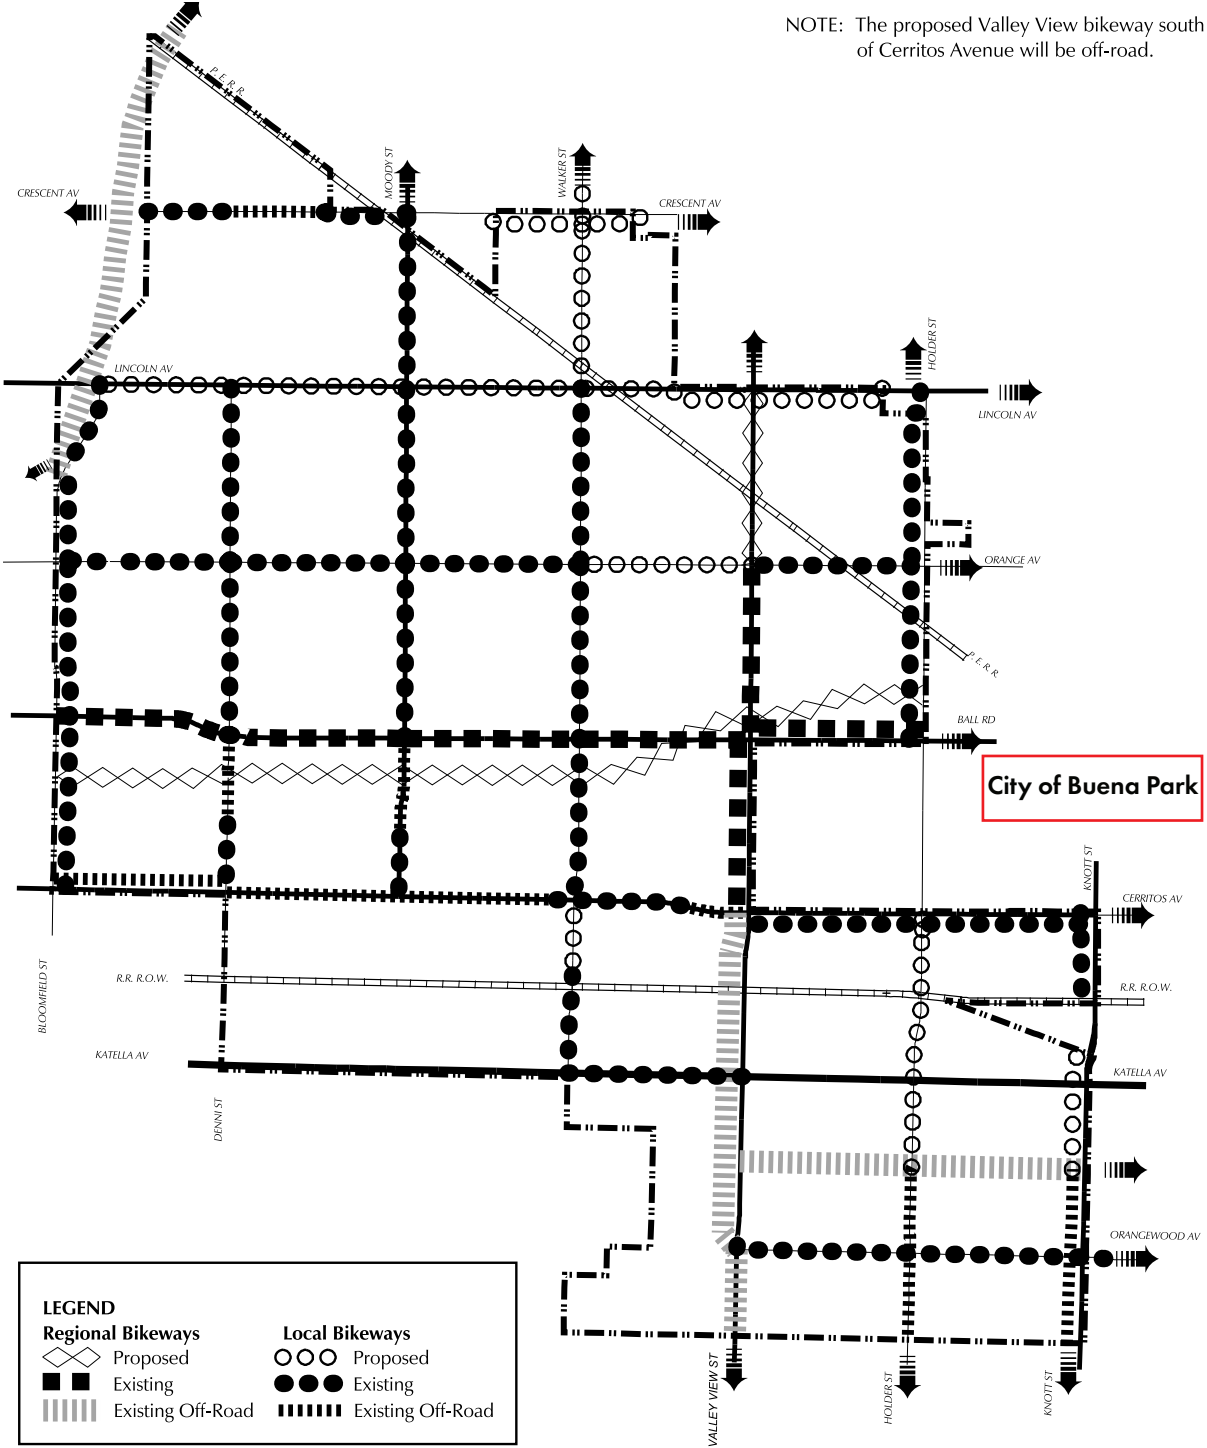 NOTE: The proposed Valley View bikeway south
of Cerritos Avenue will be off-road.
P. E. R. R.
MOODY ST
WALKER ST
CRESCENT AV
CRESCENT AV
HOLDER ST
LINCOLN AV
LINCOLN AV
ORANGE AV
P. E. R. R.
BALL RD
City of Buena Park
KNOTT ST
CERRITOS AV
BLOOMFIELD ST
R.R. R.O.W.
R.R. R.O.W.
KATELLA AV
KATELLA AV
DENNI ST
ORANGEWOOD AV
LEGEND
Regional Bikeways
Proposed
Existing
Existing Off-Road
Local Bikeways
Proposed
Existing
Existing Off-Road
VALLEY VIEW ST
HOLDER ST
KNOTT ST